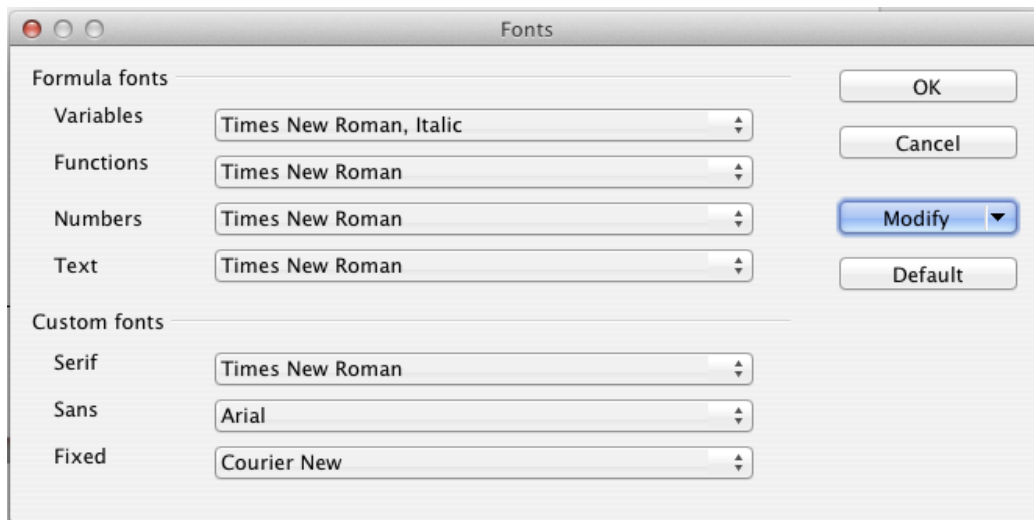 Fonts
Formula fonts
OK
Variables Times New Roman, Italic
Cancel
Functions Times New Roman
Numbers Times New Roman
Modify
Text Times New Roman
Default
Custom fonts
Serif Times New Roman
Sans Arial
Fixed Courier New